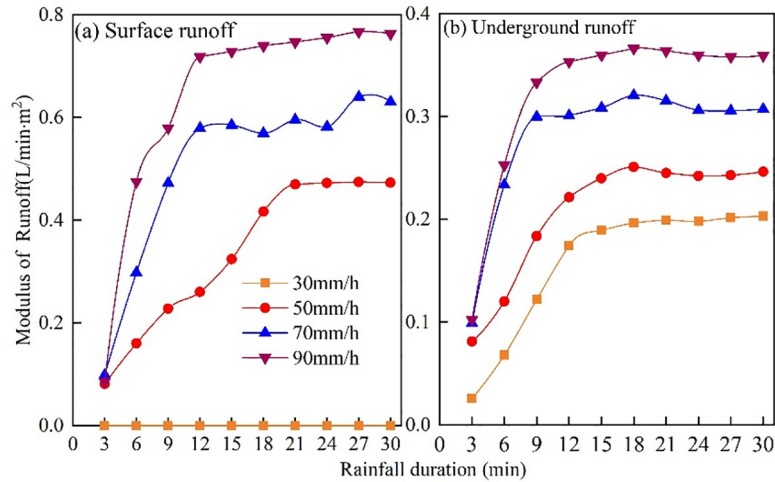 (a) Surface runoff
(b) Underground runoff
Modulus of Runoff(L/min·m²)
0.8
0.6
0.4
0.2
0.0
0.4
0.3
0.2
0.1
0.0
30mm/h
50mm/h
70mm/h
90mm/h
0 3 6 9 12 15 18 21 24 27 30
0 3 6 9 12 15 18 21 24 27 30
Rainfall duration (min)